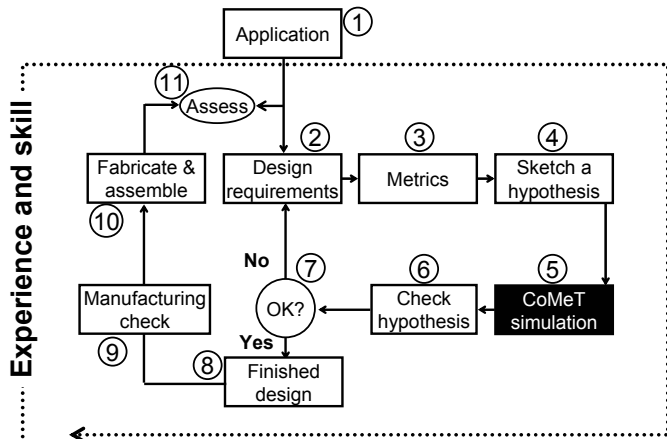 1
Application
11
Assess
2
Design
requirements
3
Metrics
4
Sketch a
hypothesis
5
CoMeT
simulation
6
Check
hypothesis
7
OK?
No
Yes
8
Finished
design
9
Manufacturing
check
10
Fabricate &
assemble
Experience and skill